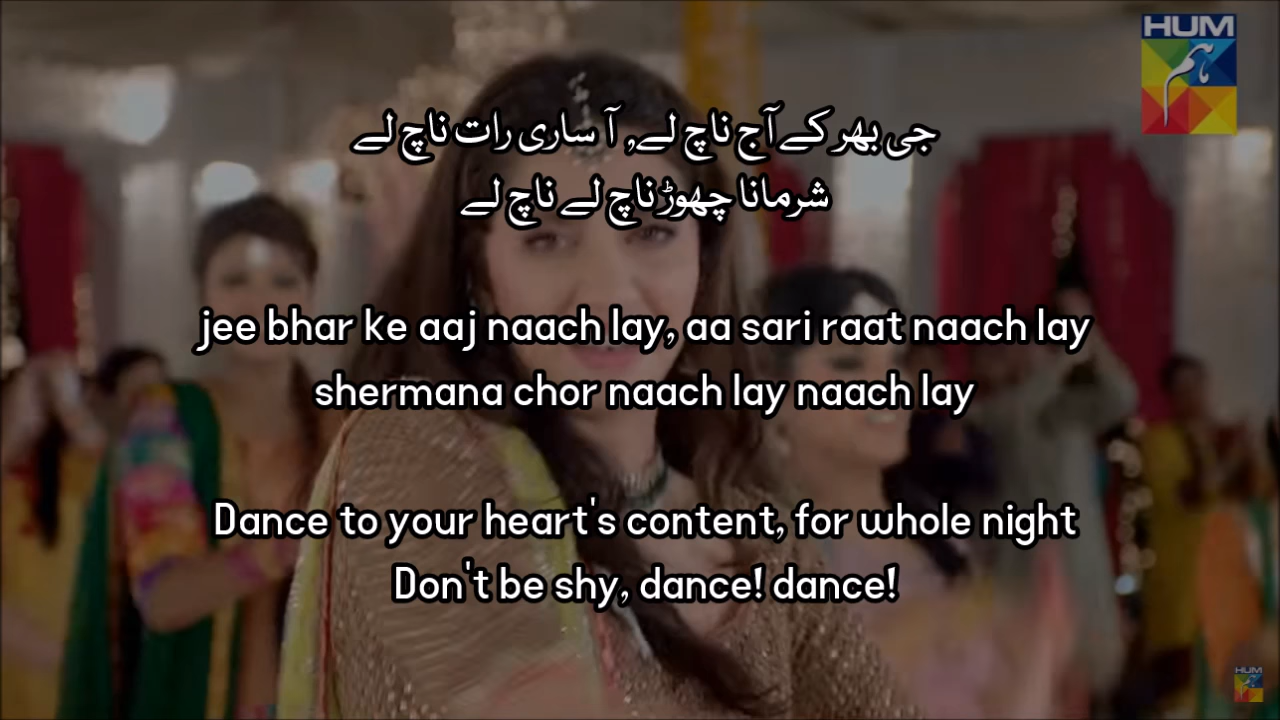 HUM
ہم
جی بھر کے آج ناچ لے, آ ساری رات ناچ لے
شرمانا چھوڑ ناچ لے ناچ لے
jee bhar ke aaj naach lay, aa sari raat naach lay
shermana chor naach lay naach lay
Dance to your heart's content, for whole night
Don't be shy, dance! dance!
HUM
ہم